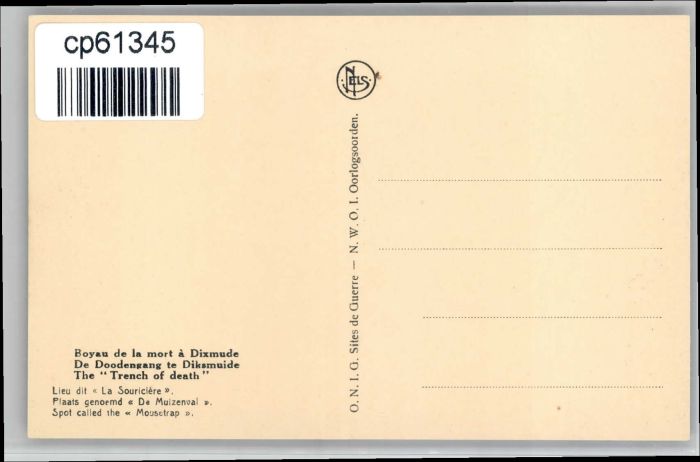 cp61345
NELS
O. N. I. G. Sites de Guerre — N. W. O. I. Oorlogsoorden.
Boyau de la mort à Dixmude
De Doodengang te Diksmuide
The "Trench of death"
Lieu dit « La Souricière ».
Plaats genoemd « De Muizenval ».
Spot called the « Mousetrap ».